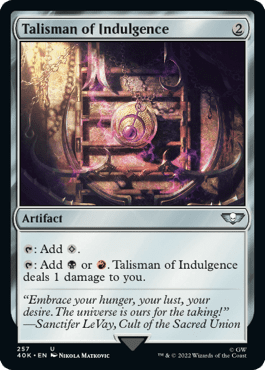 Talisman of Indulgence 2
Artifact
: Add .
: Add or . Talisman of Indulgence
deals 1 damage to you.
“Embrace your hunger, your lust, your
desire. The universe is ours for the taking!”
—Sanctifer LeVay, Cult of the Sacred Union
257 U © GW
40K • EN Nikola Matkovic ™ & © 2022 Wizards of the Coast